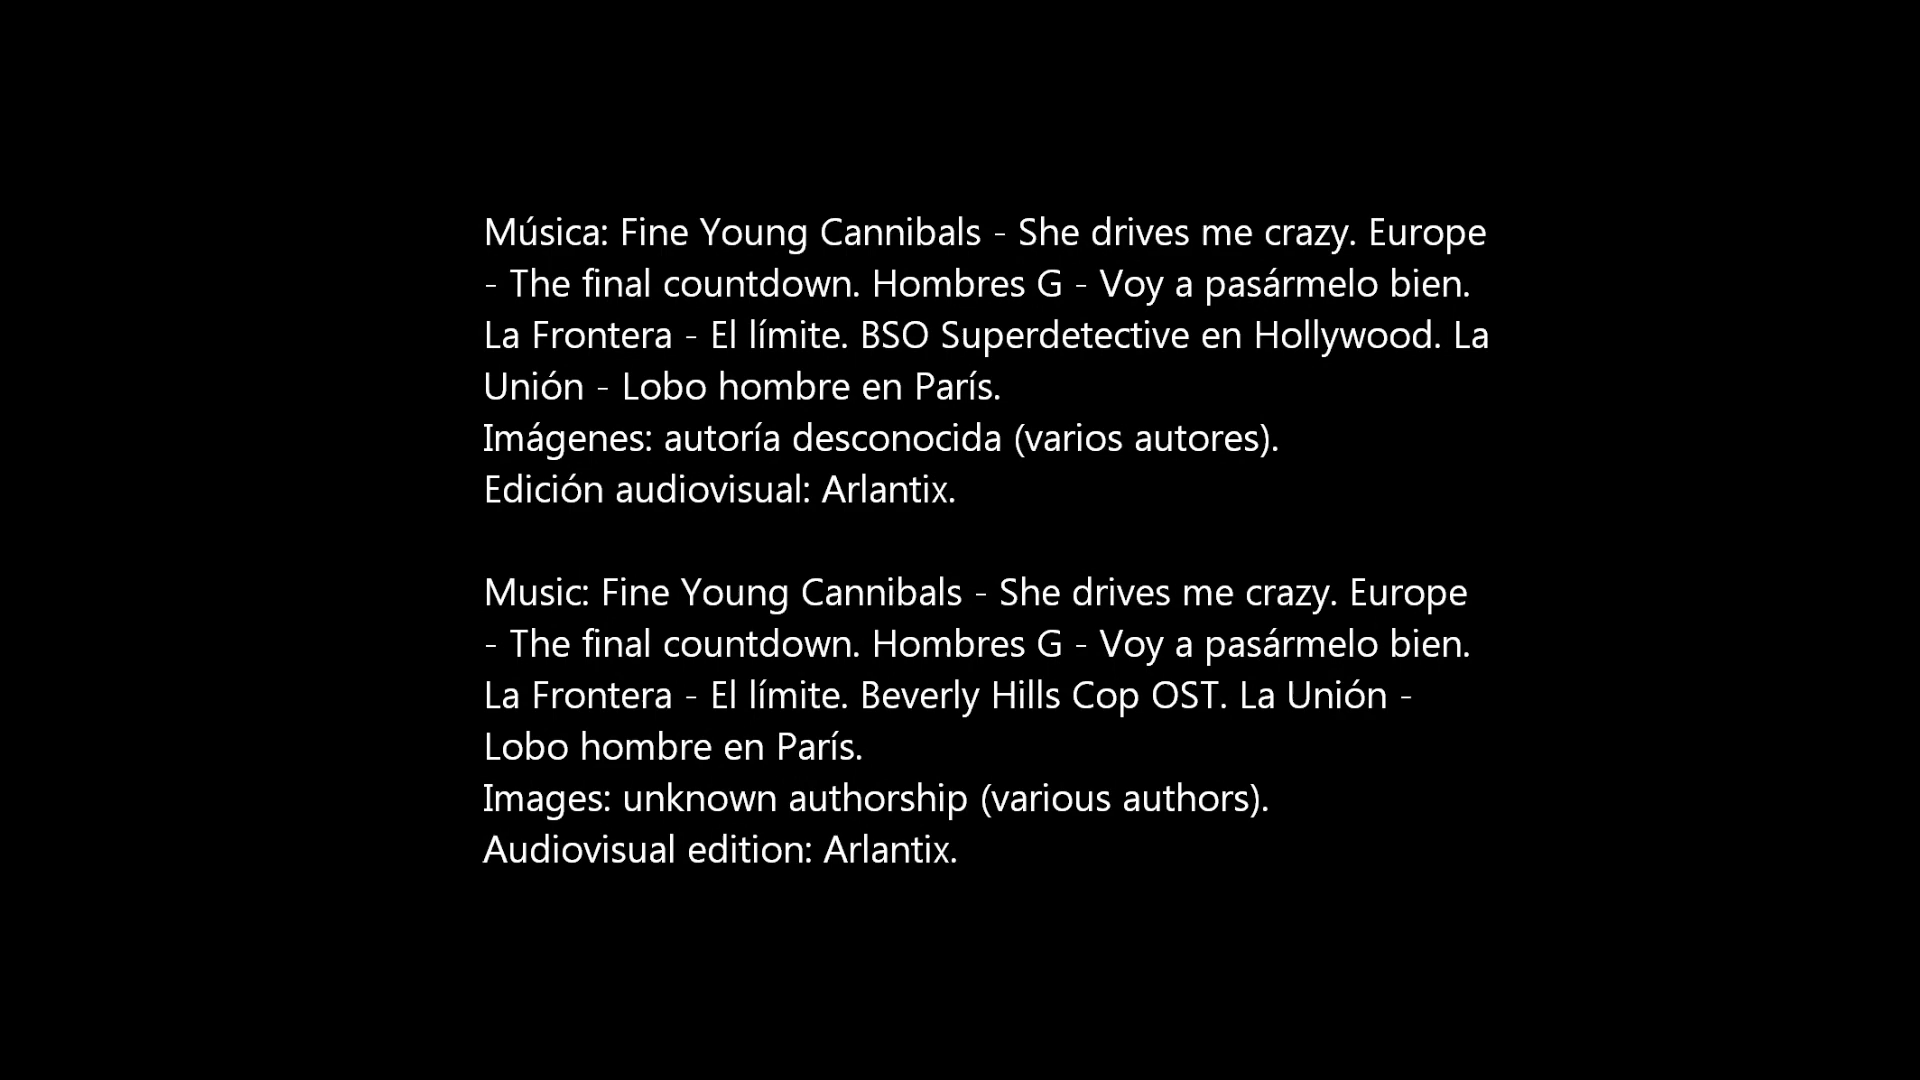 Música: Fine Young Cannibals - She drives me crazy. Europe
- The final countdown. Hombres G - Voy a pasármelo bien.
La Frontera - El límite. BSO Superdetective en Hollywood. La
Unión - Lobo hombre en París.
Imágenes: autoría desconocida (varios autores).
Edición audiovisual: Arlantix.
Music: Fine Young Cannibals - She drives me crazy. Europe
- The final countdown. Hombres G - Voy a pasármelo bien.
La Frontera - El límite. Beverly Hills Cop OST. La Unión -
Lobo hombre en París.
Images: unknown authorship (various authors).
Audiovisual edition: Arlantix.